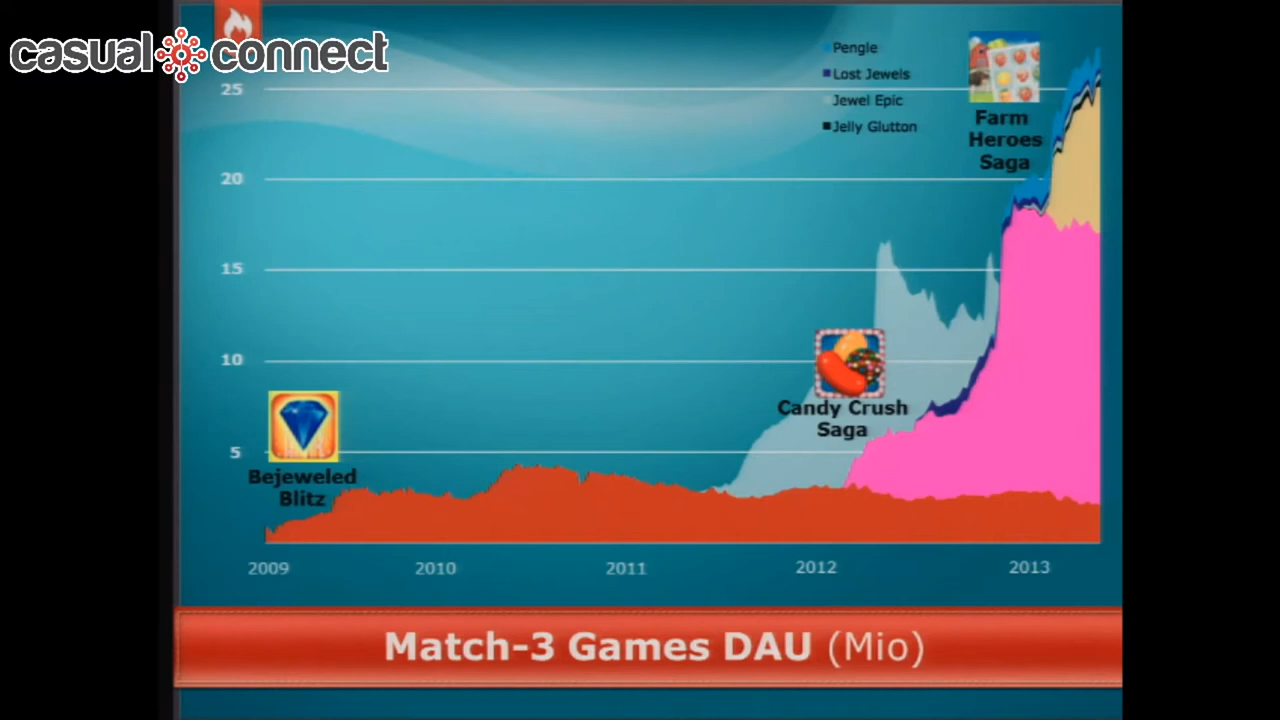 casual connect
Pengle
Lost Jewels
Jewel Epic
Jelly Glutton
Farm
Heroes
Saga
25
20
15
10
5
Candy Crush
Saga
Bejeweled
Blitz
2009 2010 2011 2012 2013
Match-3 Games DAU (Mio)